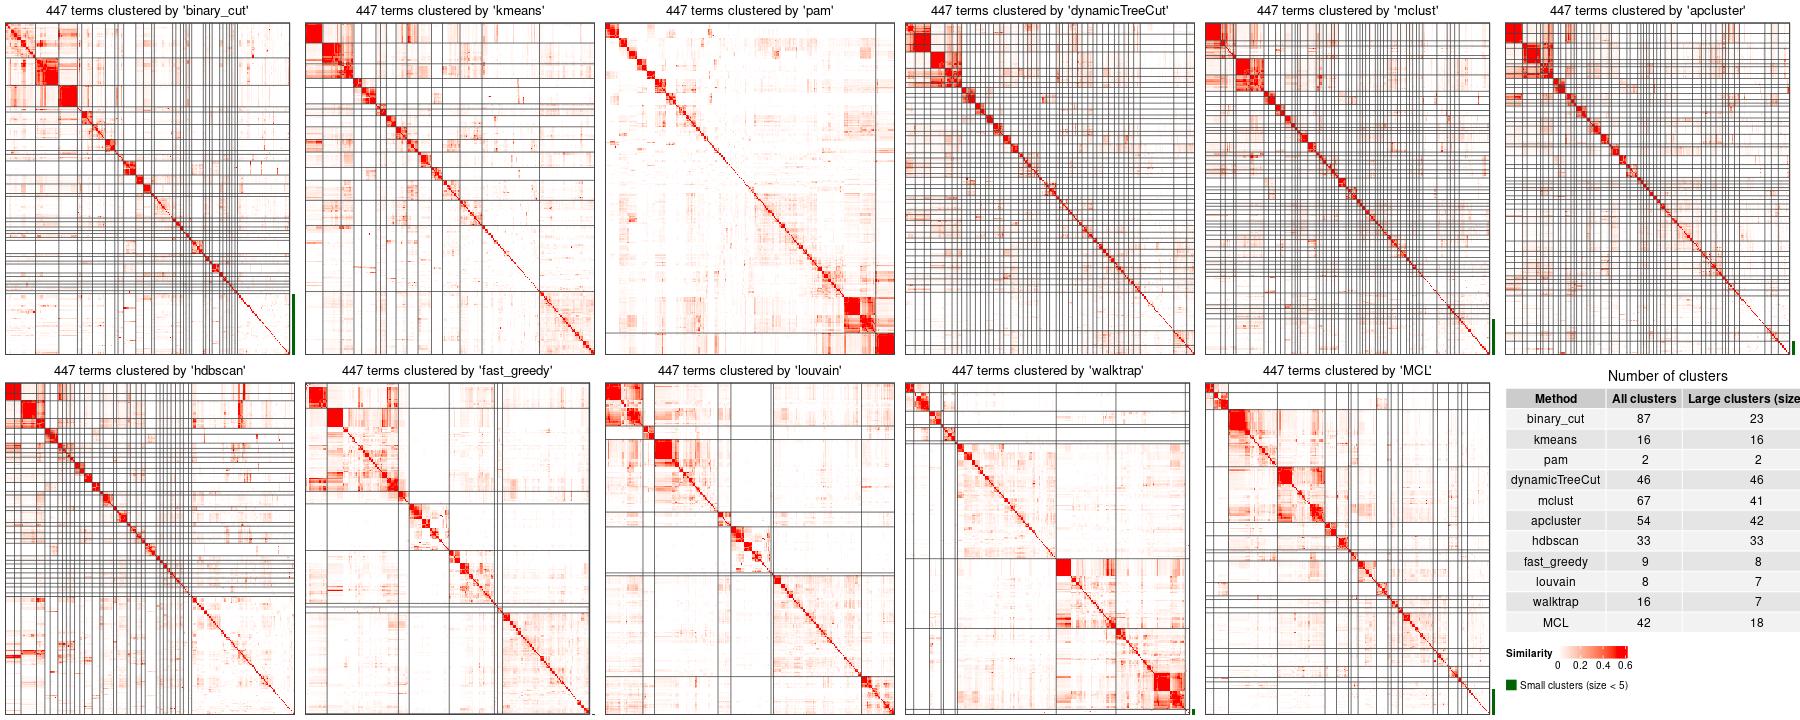 447 terms clustered by 'binary_cut'
447 terms clustered by 'kmeans'
447 terms clustered by 'pam'
447 terms clustered by 'dynamicTreeCut'
447 terms clustered by 'mclust'
447 terms clustered by 'apcluster'
447 terms clustered by 'hdbscan'
447 terms clustered by 'fast_greedy'
447 terms clustered by 'louvain'
447 terms clustered by 'walktrap'
447 terms clustered by 'MCL'
Number of clusters
Method All clusters Large clusters (size
binary_cut 87 23
kmeans 16 16
pam 2 2
dynamicTreeCut 46 46
mclust 67 41
apcluster 54 42
hdbscan 33 33
fast_greedy 9 8
louvain 8 7
walktrap 16 7
MCL 42 18
Similarity
0 0.2 0.4 0.6
Small clusters (size < 5)